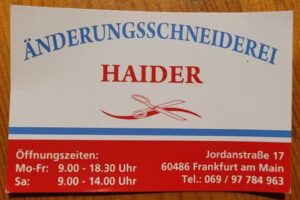 ÄNDERUNGSSCHNEIDEREI
HAIDER
Öffnungszeiten:
Mo-Fr: 9.00 - 18.30 Uhr
Sa: 9.00 - 14.00 Uhr
Jordanstraße 17
60486 Frankfurt am Main
Tel.: 069 / 97 784 963